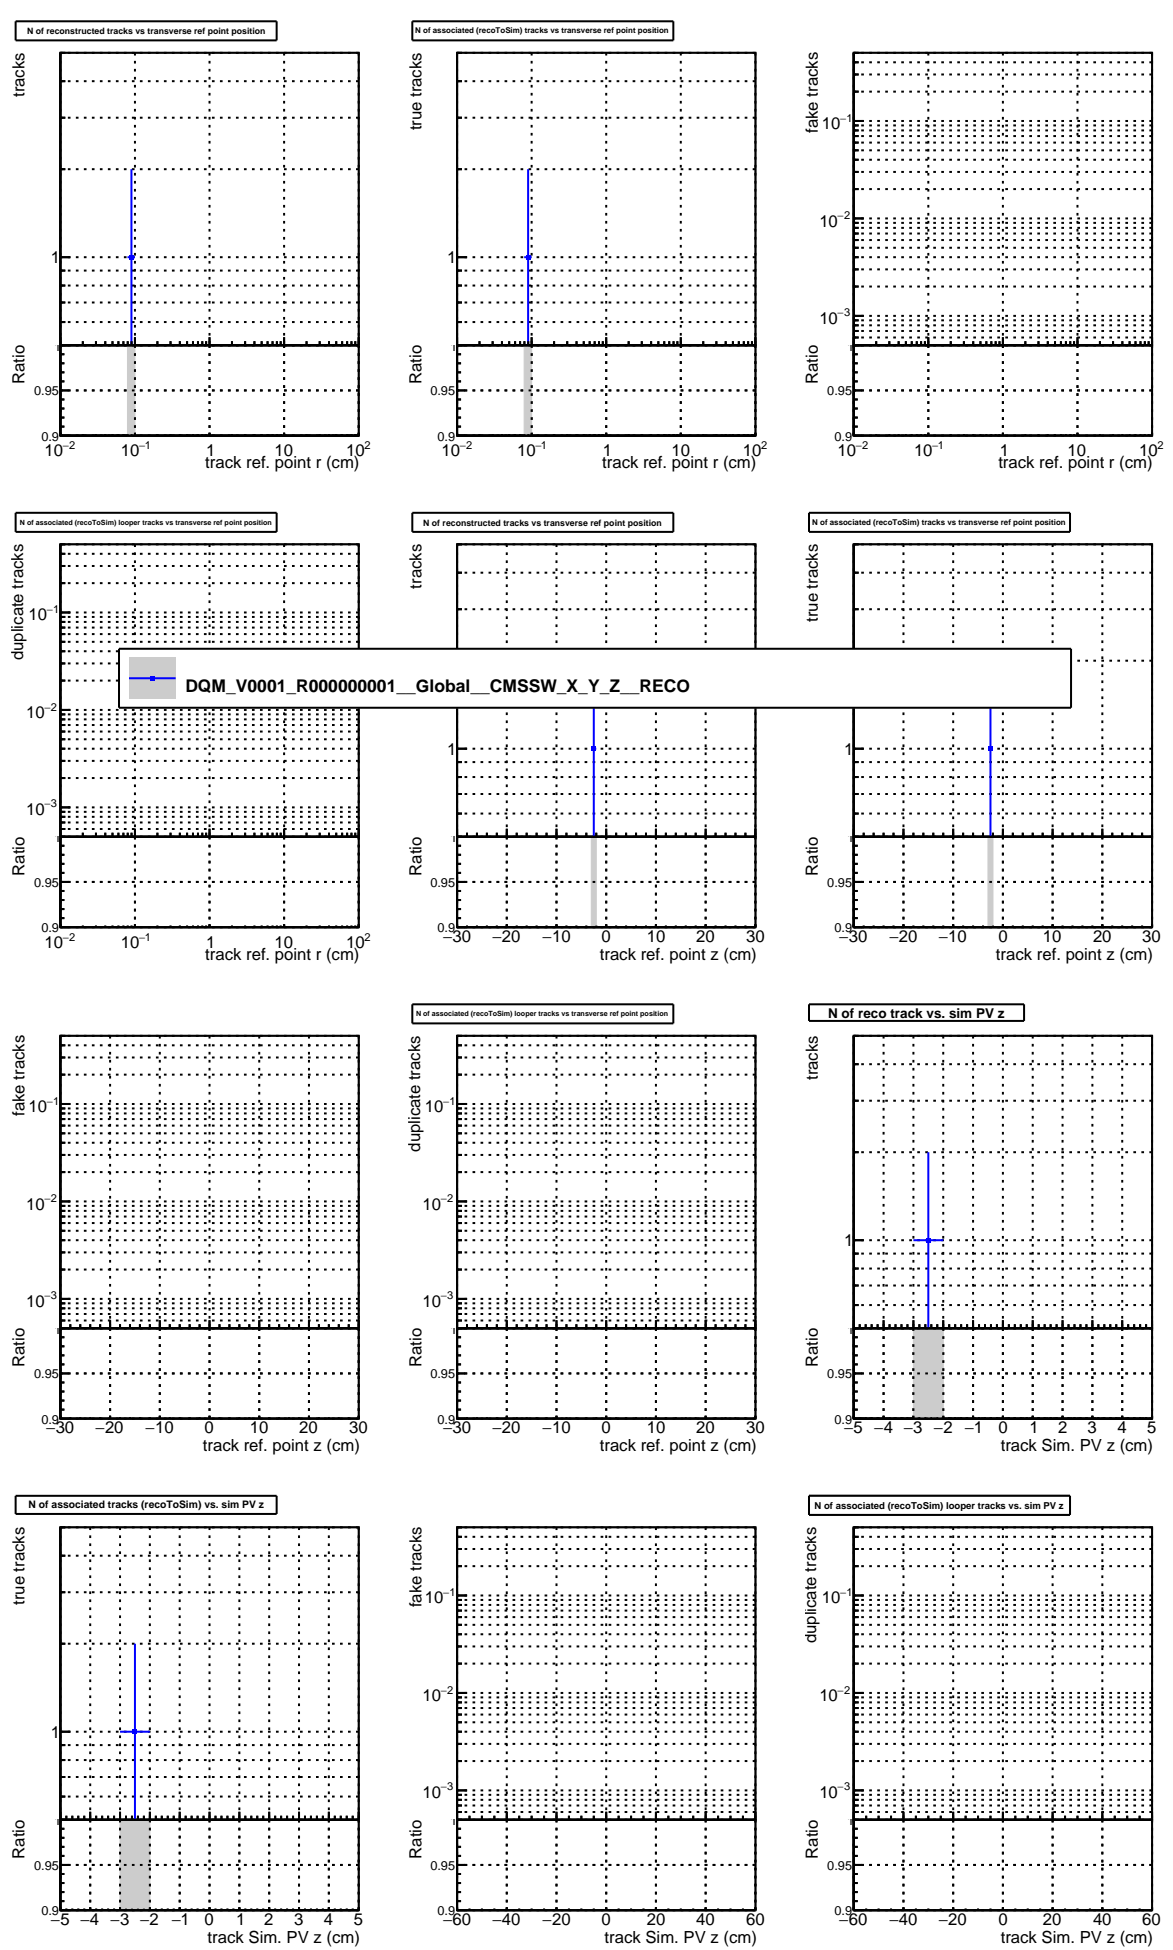 N of reconstructed tracks vs transverse ref point position
tracks
1
Ratio
0.95
0.9
10−2 10−1 1 10 102
track ref. point r (cm)
N of associated (recoToSim) tracks vs transverse ref point position
true tracks
1
Ratio
0.95
0.9
10−2 10−1 1 10 102
track ref. point r (cm)
fake tracks
10−1
10−2
10−3
Ratio
0.95
0.9
10−2 10−1 1 10 102
track ref. point r (cm)
N of associated (recoToSim) looper tracks vs transverse ref point position
duplicate tracks
10−1
10−2
10−3
Ratio
0.95
0.9
10−2 10−1 1 10 102
track ref. point r (cm)
N of reconstructed tracks vs transverse ref point position
tracks
1
Ratio
0.95
0.9
−30 −20 −10 0 10 20 30
track ref. point z (cm)
N of associated (recoToSim) tracks vs transverse ref point position
true tracks
1
Ratio
0.95
0.9
−30 −20 −10 0 10 20 30
track ref. point z (cm)
DQM_V0001_R000000001__Global__CMSSW_X_Y_Z__RECO
fake tracks
10−1
10−2
10−3
Ratio
0.95
0.9
−30 −20 −10 0 10 20 30
track ref. point z (cm)
N of associated (recoToSim) looper tracks vs transverse ref point position
duplicate tracks
10−1
10−2
10−3
Ratio
0.95
0.9
−30 −20 −10 0 10 20 30
track ref. point z (cm)
N of reco track vs. sim PV z
tracks
1
Ratio
0.95
0.9
−5 −4 −3 −2 −1 0 1 2 3 4 5
track Sim. PV z (cm)
N of associated tracks (recoToSim) vs. sim PV z
true tracks
1
Ratio
0.95
0.9
−5 −4 −3 −2 −1 0 1 2 3 4 5
track Sim. PV z (cm)
fake tracks
10−1
10−2
10−3
Ratio
0.95
0.9
−60 −40 −20 0 20 40 60
track Sim. PV z (cm)
N of associated (recoToSim) looper tracks vs. sim PV z
duplicate tracks
10−1
10−2
10−3
Ratio
0.95
0.9
−60 −40 −20 0 20 40 60
track Sim. PV z (cm)